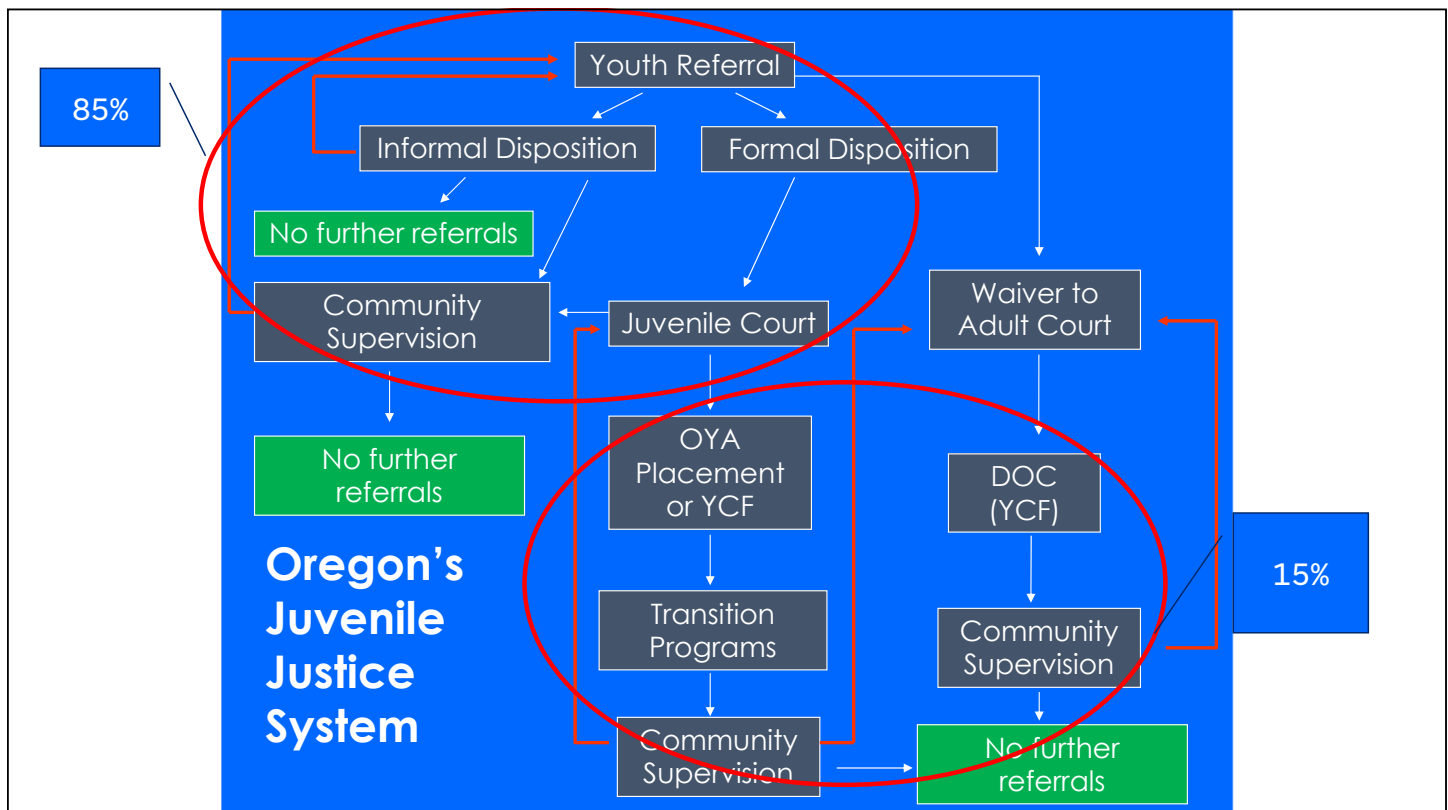 Youth Referral
85%
Informal Disposition
Formal Disposition
No further referrals
Community
Supervision
Juvenile Court
Waiver to
Adult Court
No further
referrals
OYA
Placement
or YCF
DOC
(YCF)
15%
Oregon’s
Juvenile
Justice
System
Transition
Programs
Community
Supervision
Community
Supervision
No further
referrals